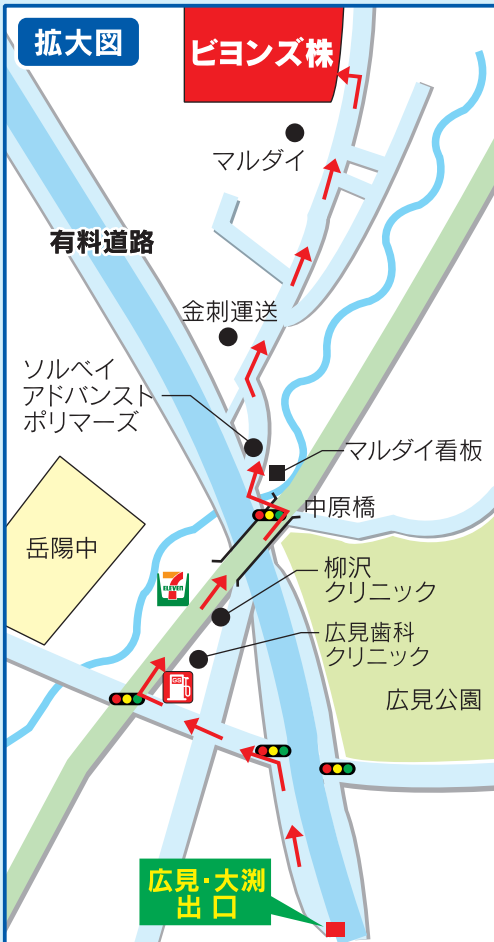 拡大図
ビヨンズ㈱
マルダイ
有料道路
金刺運送
ソルベイ
アドバンスト
ポリマーズ
マルダイ看板
中原橋
岳陽中
7
ELEVEN
柳沢
クリニック
広見歯科
クリニック
GS
広見公園
広見・大渕
出口